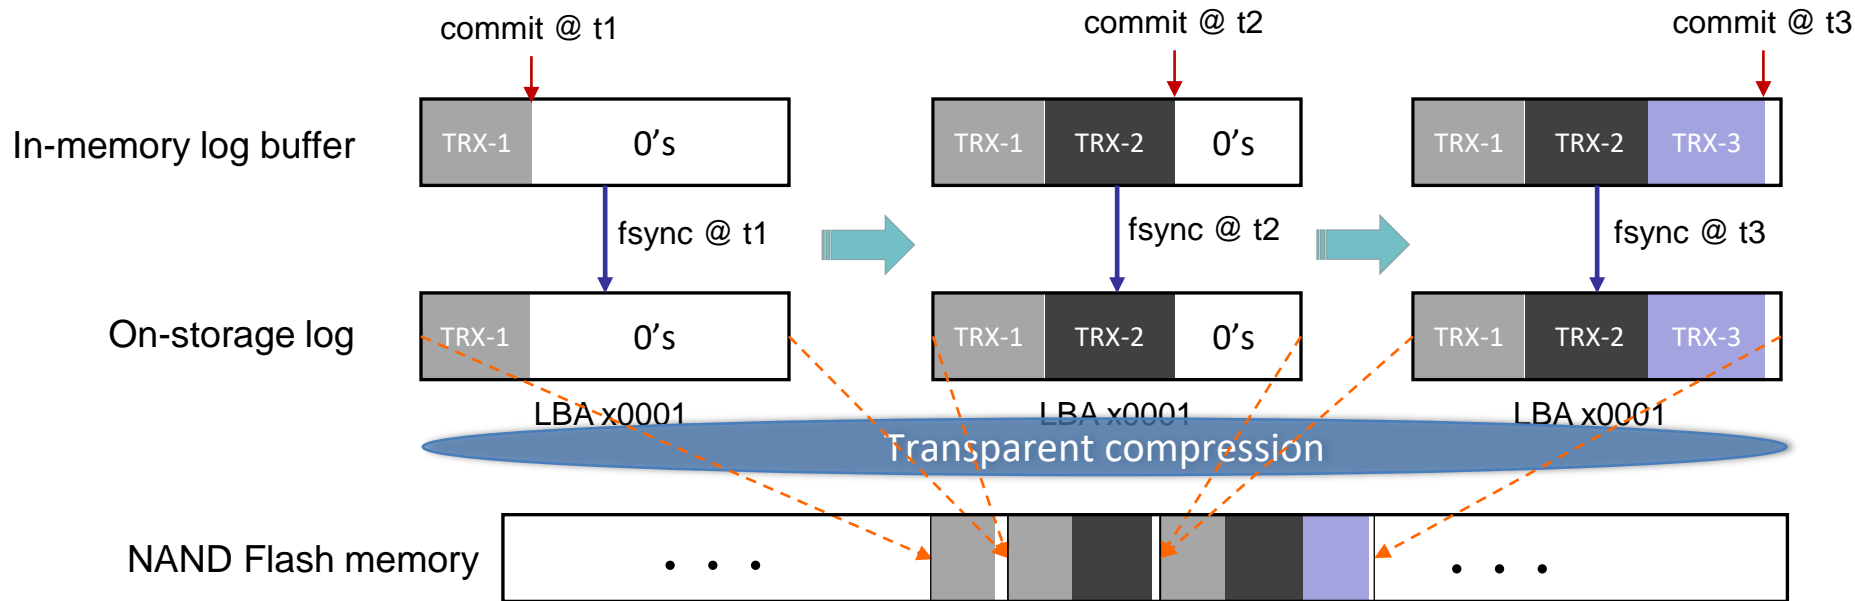 commit @ t1
commit @ t2
commit @ t3
In-memory log buffer
TRX-1
0's
TRX-1
TRX-2
0's
TRX-1
TRX-2
TRX-3
fsync @ t1
fsync @ t2
fsync @ t3
On-storage log
TRX-1
0's
TRX-1
TRX-2
0's
TRX-1
TRX-2
TRX-3
LBA x0001
LBA x0001
LBA x0001
Transparent compression
NAND Flash memory
. . .
. . .